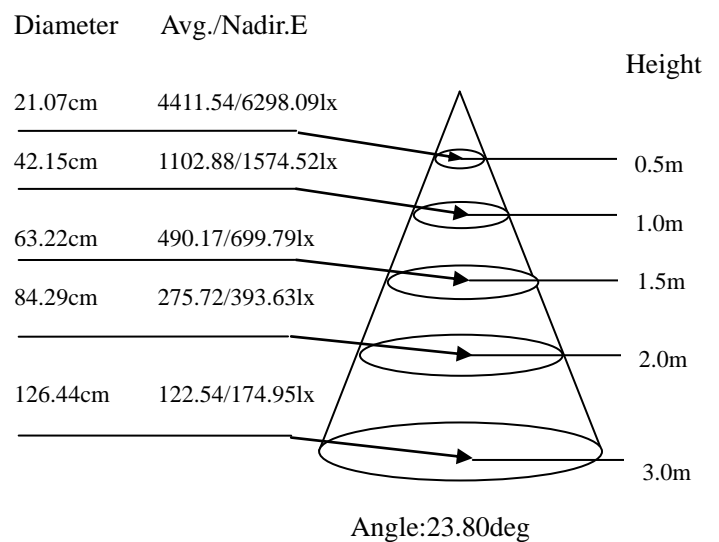 Diameter Avg./Nadir.E
Height
21.07cm 4411.54/6298.09lx
0.5m
42.15cm 1102.88/1574.52lx
1.0m
63.22cm 490.17/699.79lx
1.5m
84.29cm 275.72/393.63lx
2.0m
126.44cm 122.54/174.95lx
3.0m
Angle:23.80deg